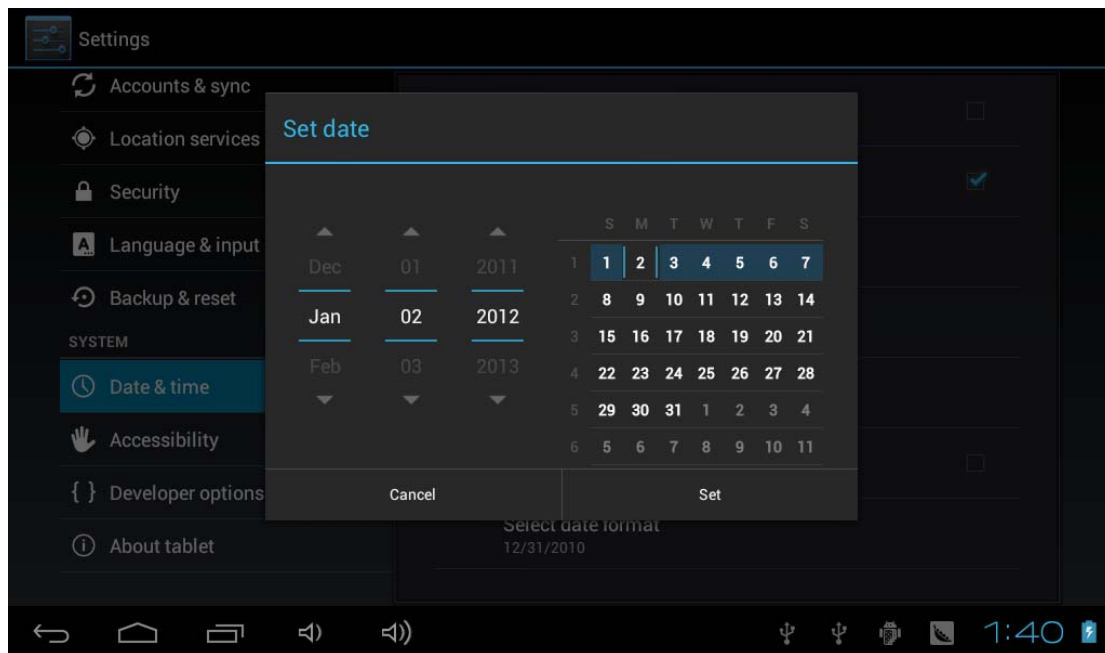 Settings
Accounts & sync
Location services
Security
Language & input
Backup & reset
SYSTEM
Date & time
Accessibility
{ } Developer options
About tablet
Set date
Dec 01 2011
Jan 02 2012
Feb 03 2013
S M T W T F S
1 1 2 3 4 5 6 7
2 8 9 10 11 12 13 14
3 15 16 17 18 19 20 21
4 22 23 24 25 26 27 28
5 29 30 31 1 2 3 4
6 5 6 7 8 9 10 11
Cancel Set
Select date format
12/31/2010
1:40